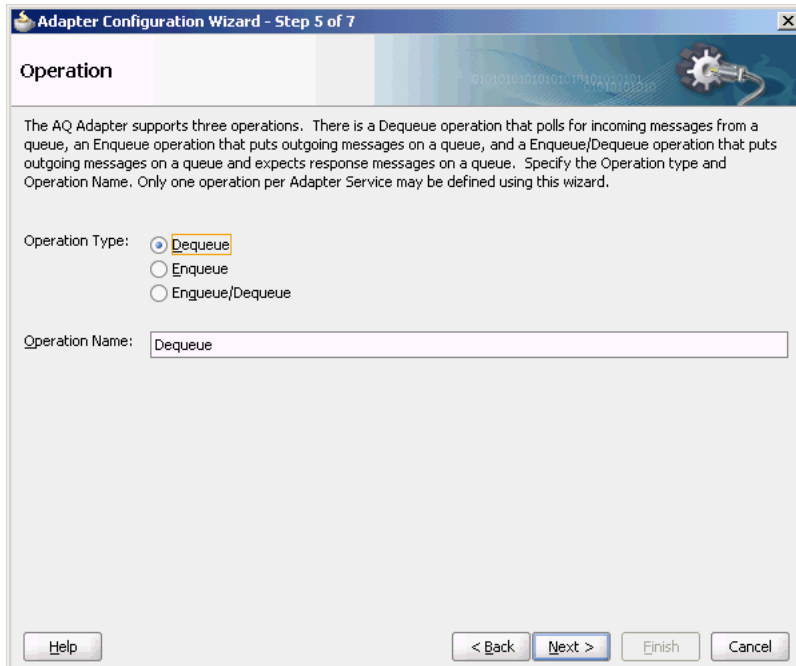 Adapter Configuration Wizard - Step 5 of 7
Operation
The AQ Adapter supports three operations. There is a Dequeue operation that polls for incoming messages from a
queue, an Enqueue operation that puts outgoing messages on a queue, and a Enqueue/Dequeue operation that puts
outgoing messages on a queue and expects response messages on a queue. Specify the Operation type and
Operation Name. Only one operation per Adapter Service may be defined using this wizard.
Operation Type:
Dequeue
Enqueue
Enqueue/Dequeue
Operation Name: Dequeue
Help < Back Next > Finish Cancel